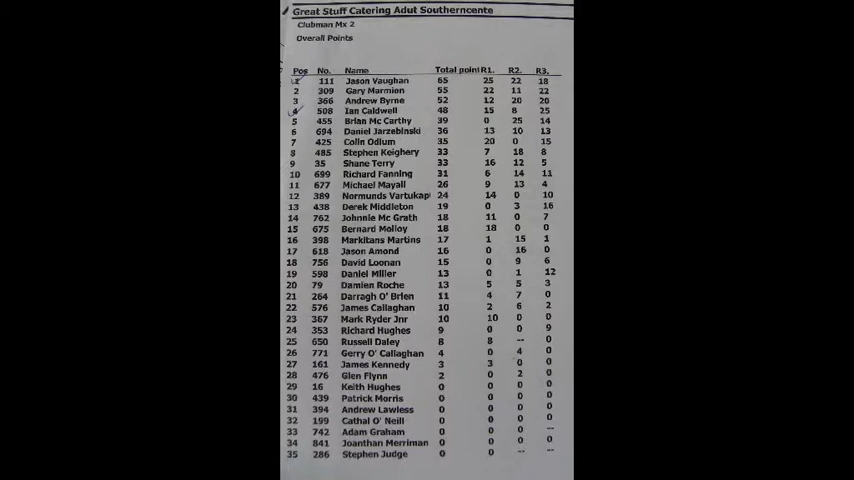 Great Stuff Catering Adut Southerncente
Clubman Mx 2
Overall Points
Pos No. Name Total point R1. R2. R3.
1 111 Jason Vaughan 65 25 22 18
2 309 Gary Marmion 55 22 11 22
3 366 Andrew Byrne 52 12 20 20
4 508 Ian Caldwell 48 15 8 25
5 455 Brian Mc Carthy 39 0 25 14
6 694 Daniel Jarzebinski 36 13 10 13
7 425 Colin Odlum 35 20 0 15
8 485 Stephen Keighery 33 7 18 8
9 35 Shane Terry 33 16 12 5
10 699 Richard Fanning 31 6 14 11
11 677 Michael Mayall 26 9 13 4
12 389 Normunds Vartukap 24 14 0 10
13 438 Derek Middleton 19 0 3 16
14 762 Johnnie Mc Grath 18 11 0 7
15 675 Bernard Molloy 18 18 0 0
16 398 Markitans Martins 17 1 15 1
17 618 Jason Amond 16 0 16 0
18 756 David Loonan 15 0 9 6
19 598 Daniel Miller 13 0 1 12
20 79 Damien Roche 13 5 5 3
21 264 Darragh O' Brien 11 4 7 0
22 576 James Callaghan 10 2 6 2
23 367 Mark Ryder Jnr 10 10 0 0
24 353 Richard Hughes 9 0 0 9
25 650 Russell Daley 8 8 -- 0
26 771 Gerry O' Callaghan 4 0 4 0
27 161 James Kennedy 3 3 0 0
28 476 Glen Flynn 2 0 2 0
29 16 Keith Hughes 0 0 0 0
30 439 Patrick Morris 0 0 0 0
31 394 Andrew Lawless 0 0 0 0
32 199 Cathal O' Neill 0 0 0 0
33 742 Adam Graham 0 0 0 --
34 841 Joanthan Merriman 0 0 0 0
35 286 Stephen Judge 0 0 -- --